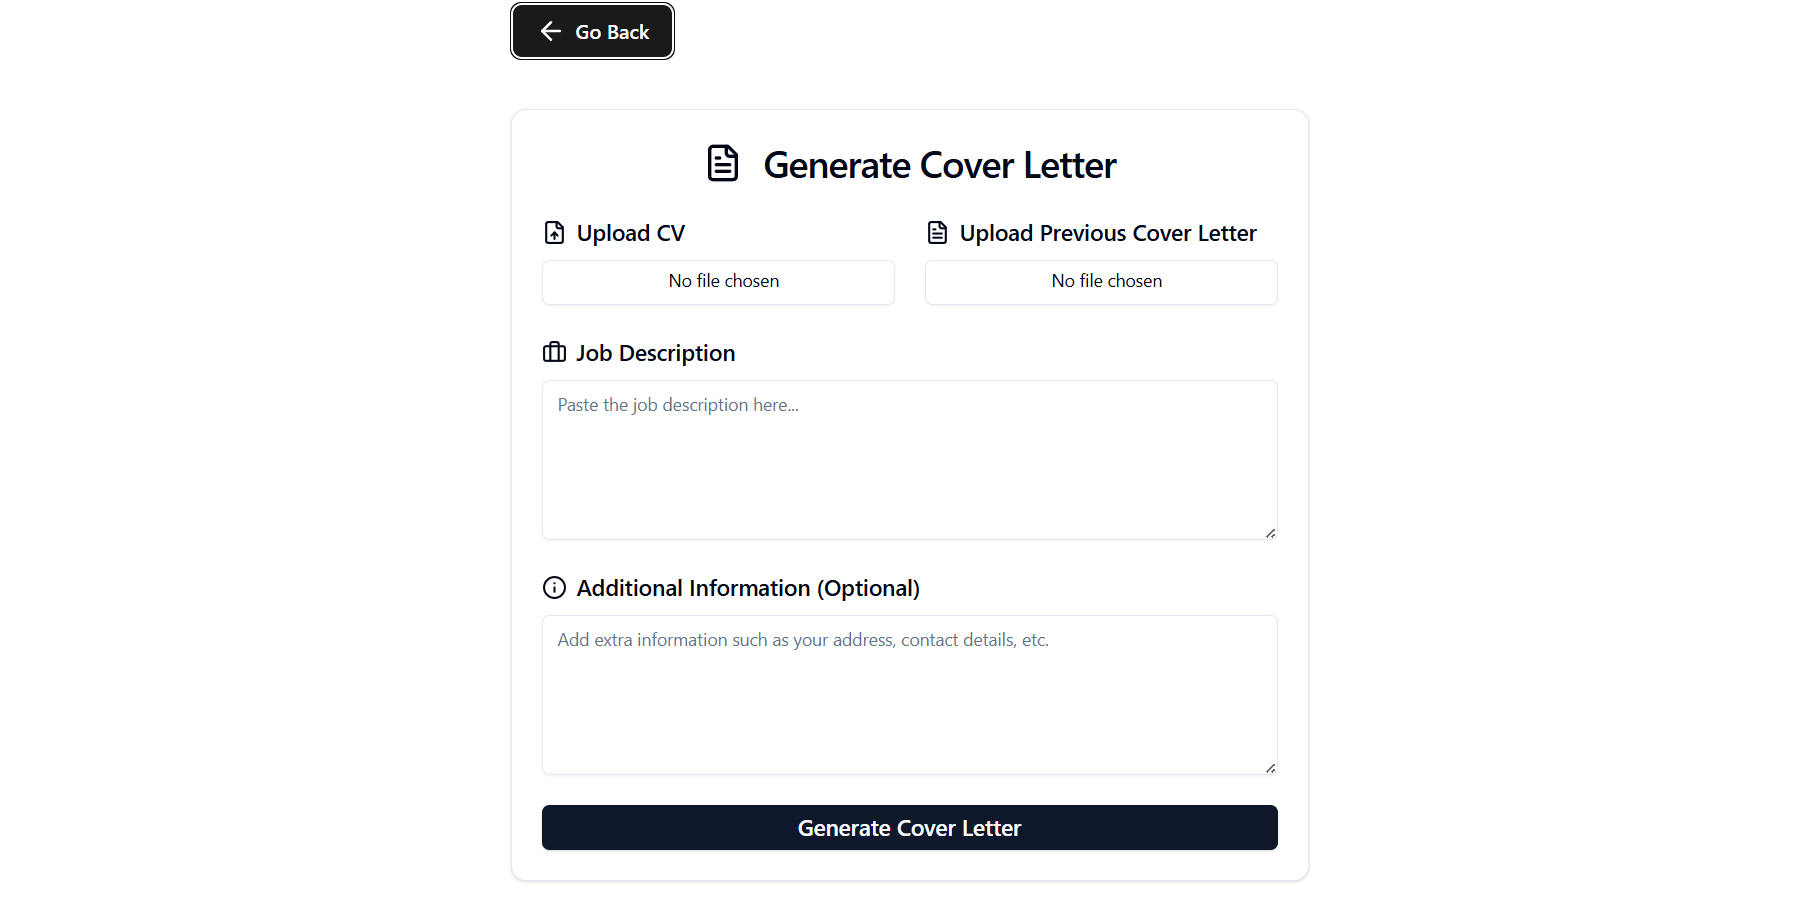 Go Back
Generate Cover Letter
Upload CV
Upload Previous Cover Letter
No file chosen
No file chosen
Job Description
Paste the job description here...
Additional Information (Optional)
Add extra information such as your address, contact details, etc.
Generate Cover Letter